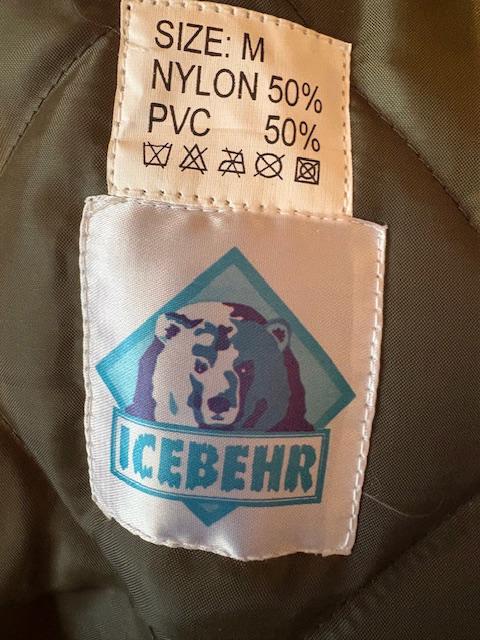 SIZE: M
NYLON 50%
PVC 50%
ICEBEHR